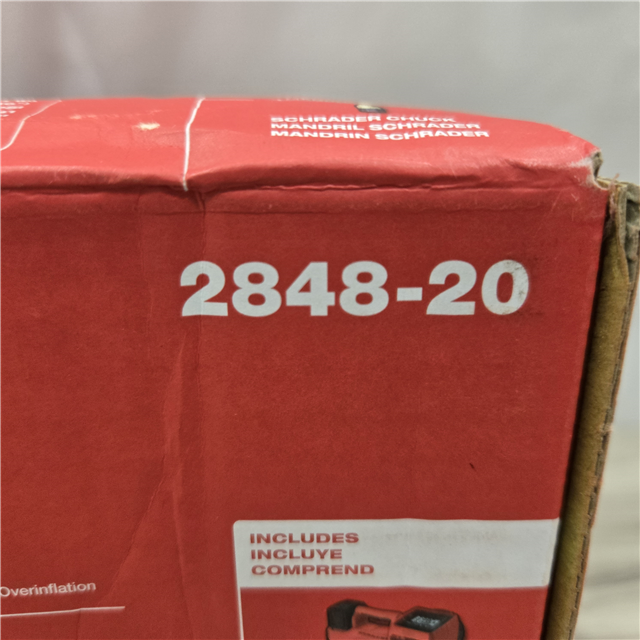 SCHRADER CHUCK
MANDRIL SCHRADER
MANDRIN SCHRADER
2848-20
INCLUDES
INCLUYE
COMPREND
Overinflation